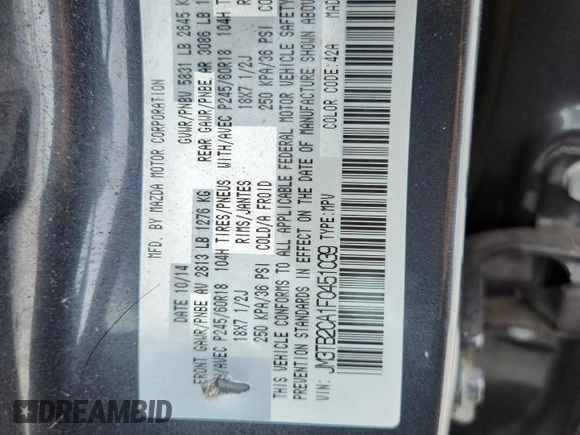 MFD. BY MAZDA MOTOR CORPORATION
10/14 GVWR/PNBV 5831 LB 2645 K
FRONT GAWR/PNBE AV 2813 LB 1276 KG REAR GAWR/PNBE AR 3086 LB 1
/AVEC P245/60R18 104H TIRES/PNEUS WITH/AVEC P245/60R18 104H T
18X7 1/2J RIMS/JANTES 18X7 1/2J R
250 KPA/36 PSI COLD/A FROID 250 KPA/36 PSI C
THIS VEHICLE CONFORMS TO ALL APPLICABLE FEDERAL MOTOR VEHICLE SAFETY
PREVENTION STANDARDS IN EFFECT ON THE DATE OF MANUFACTURE SHOWN ABOV
VIN: JM3TB2CA1F0451039 TYPE:MPV COLOR CODE:42A MAD
DREAMBID